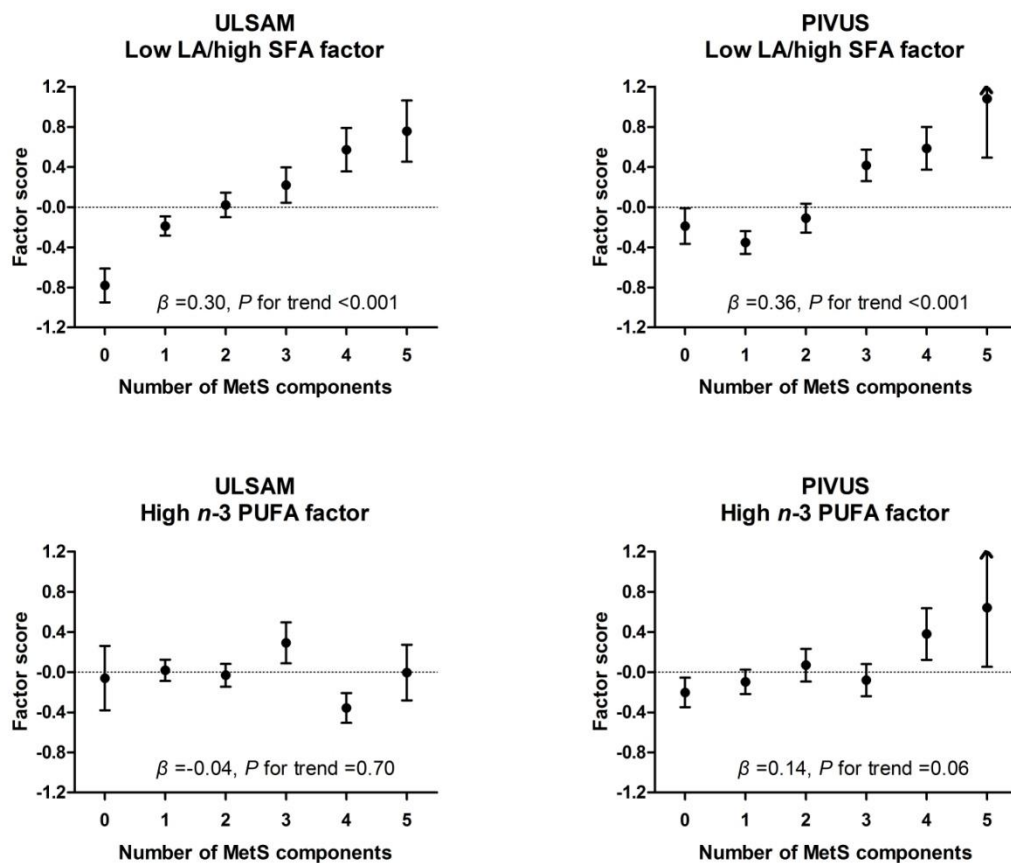 ULSAM
Low LA/high SFA factor
1.2
0.8
0.4
-0.0
-0.4
-0.8
-1.2
Factor score
β =0.30, P for trend <0.001
0 1 2 3 4 5
Number of MetS components
PIVUS
Low LA/high SFA factor
1.2
0.8
0.4
-0.0
-0.4
-0.8
-1.2
Factor score
β =0.36, P for trend <0.001
0 1 2 3 4 5
Number of MetS components
ULSAM
High n-3 PUFA factor
1.2
0.8
0.4
-0.0
-0.4
-0.8
-1.2
Factor score
β =-0.04, P for trend =0.70
0 1 2 3 4 5
Number of MetS components
PIVUS
High n-3 PUFA factor
1.2
0.8
0.4
-0.0
-0.4
-0.8
-1.2
Factor score
β =0.14, P for trend =0.06
0 1 2 3 4 5
Number of MetS components